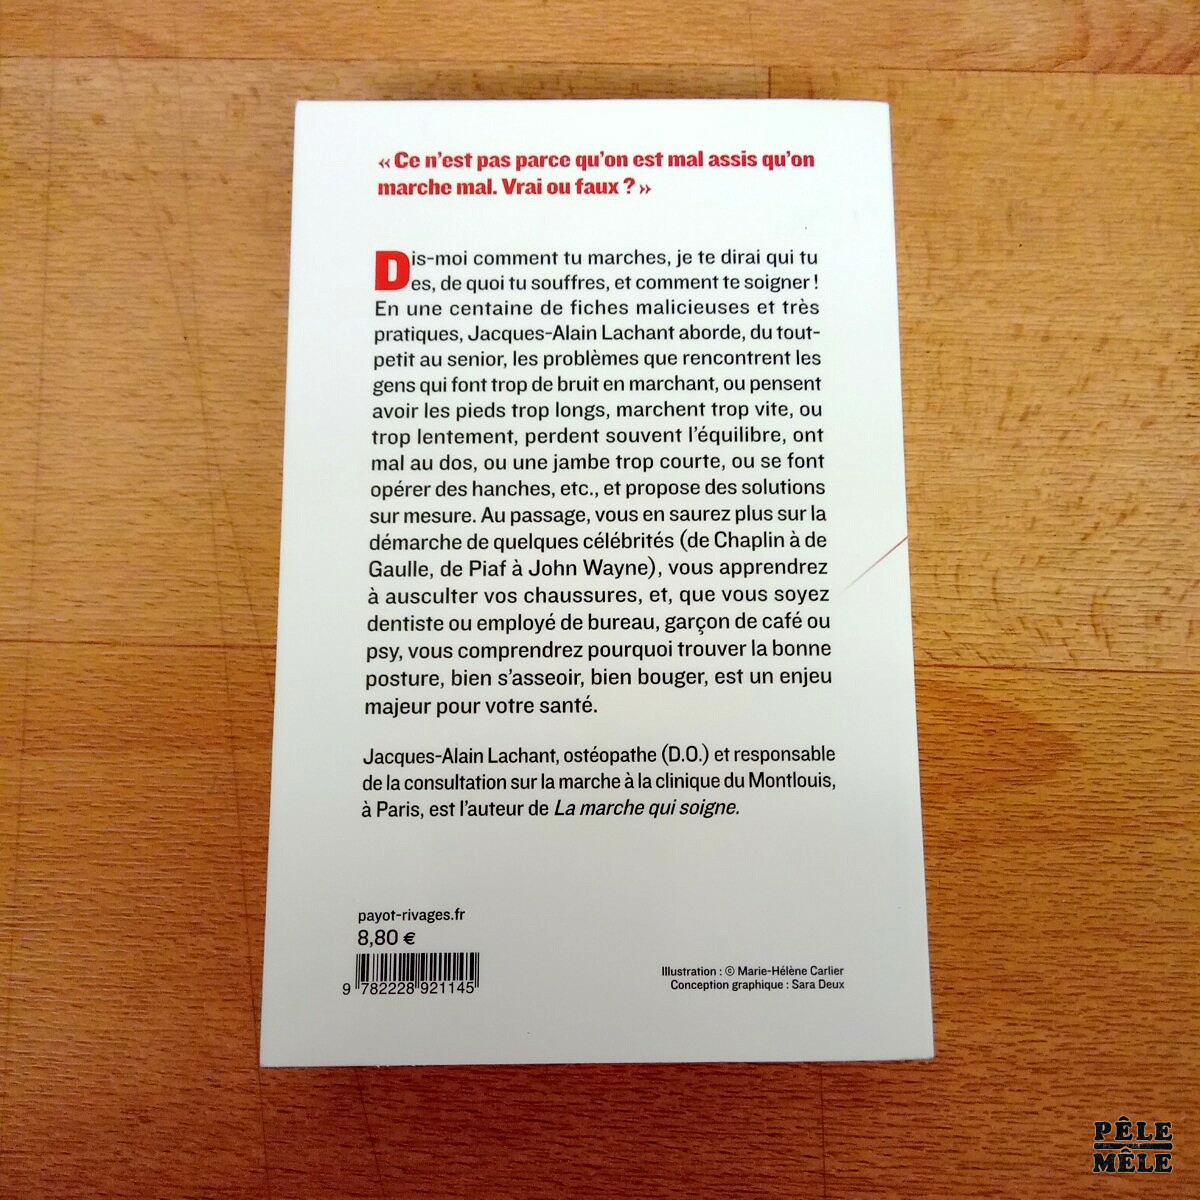 « Ce n'est pas parce qu'on est mal assis qu'on
marche mal. Vrai ou faux ? »
Dis-moi comment tu marches, je te dirai qui tu
es, de quoi tu souffres, et comment te soigner !
En une centaine de fiches malicieuses et très
pratiques, Jacques-Alain Lachant aborde, du tout-
petit au senior, les problèmes que rencontrent les
gens qui font trop de bruit en marchant, ou pensent
avoir les pieds trop longs, marchent trop vite, ou
trop lentement, perdent souvent l'équilibre, ont
mal au dos, ou une jambe trop courte, ou se font
opérer des hanches, etc., et propose des solutions
sur mesure. Au passage, vous en saurez plus sur la
démarche de quelques célébrités (de Chaplin à de
Gaulle, de Piaf à John Wayne), vous apprendrez
à ausculter vos chaussures, et, que vous soyez
dentiste ou employé de bureau, garçon de café ou
psy, vous comprendrez pourquoi trouver la bonne
posture, bien s'asseoir, bien bouger, est un enjeu
majeur pour votre santé.
Jacques-Alain Lachant, ostéopathe (D.O.) et responsable
de la consultation sur la marche à la clinique du Montlouis,
à Paris, est l'auteur de La marche qui soigne.
payot-rivages.fr
8,80 €
9 782228 921145
Illustration : © Marie-Hélène Carlier
Conception graphique : Sara Deux
PÊLE
MÊLE